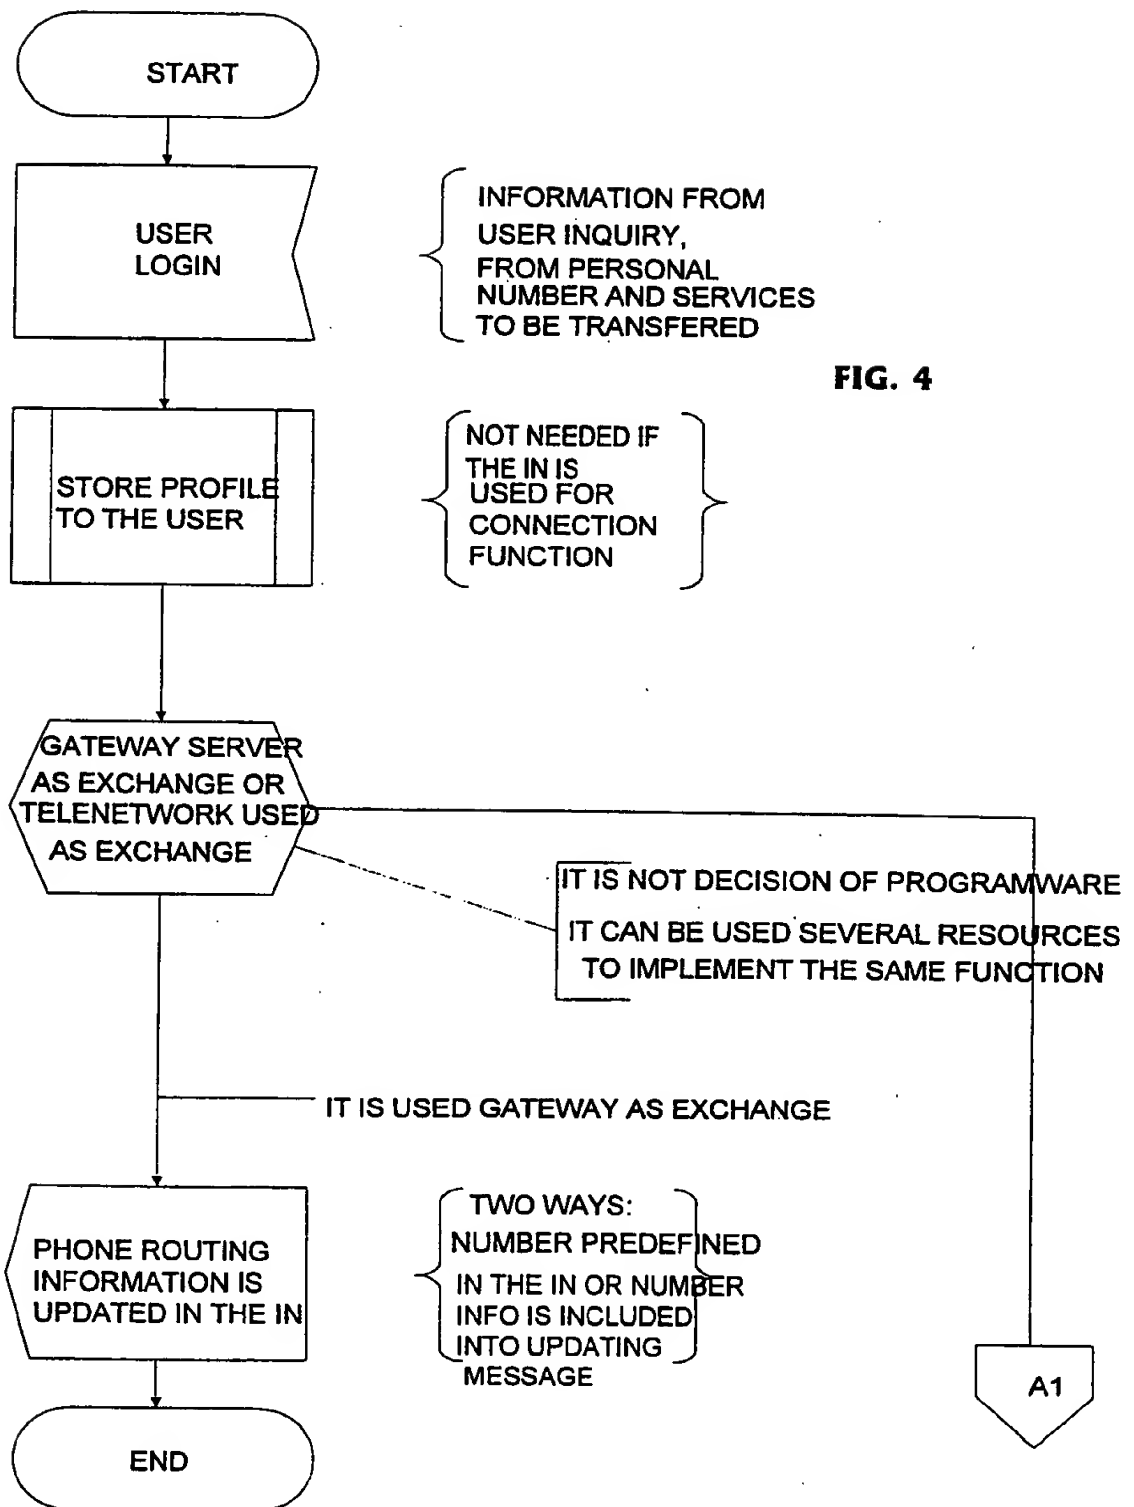 START
USER
LOGIN
INFORMATION FROM
USER INQUIRY,
FROM PERSONAL
NUMBER AND SERVICES
TO BE TRANSFERED
FIG. 4
STORE PROFILE
TO THE USER
NOT NEEDED IF
THE IN IS
USED FOR
CONNECTION
FUNCTION
GATEWAY SERVER
AS EXCHANGE OR
TELENETWORK USED
AS EXCHANGE
IT IS NOT DECISION OF PROGRAMWARE
IT CAN BE USED SEVERAL RESOURCES
TO IMPLEMENT THE SAME FUNCTION
IT IS USED GATEWAY AS EXCHANGE
PHONE ROUTING
INFORMATION IS
UPDATED IN THE IN
TWO WAYS:
NUMBER PREDEFINED
IN THE IN OR NUMBER
INFO IS INCLUDED
INTO UPDATING
MESSAGE
A1
END